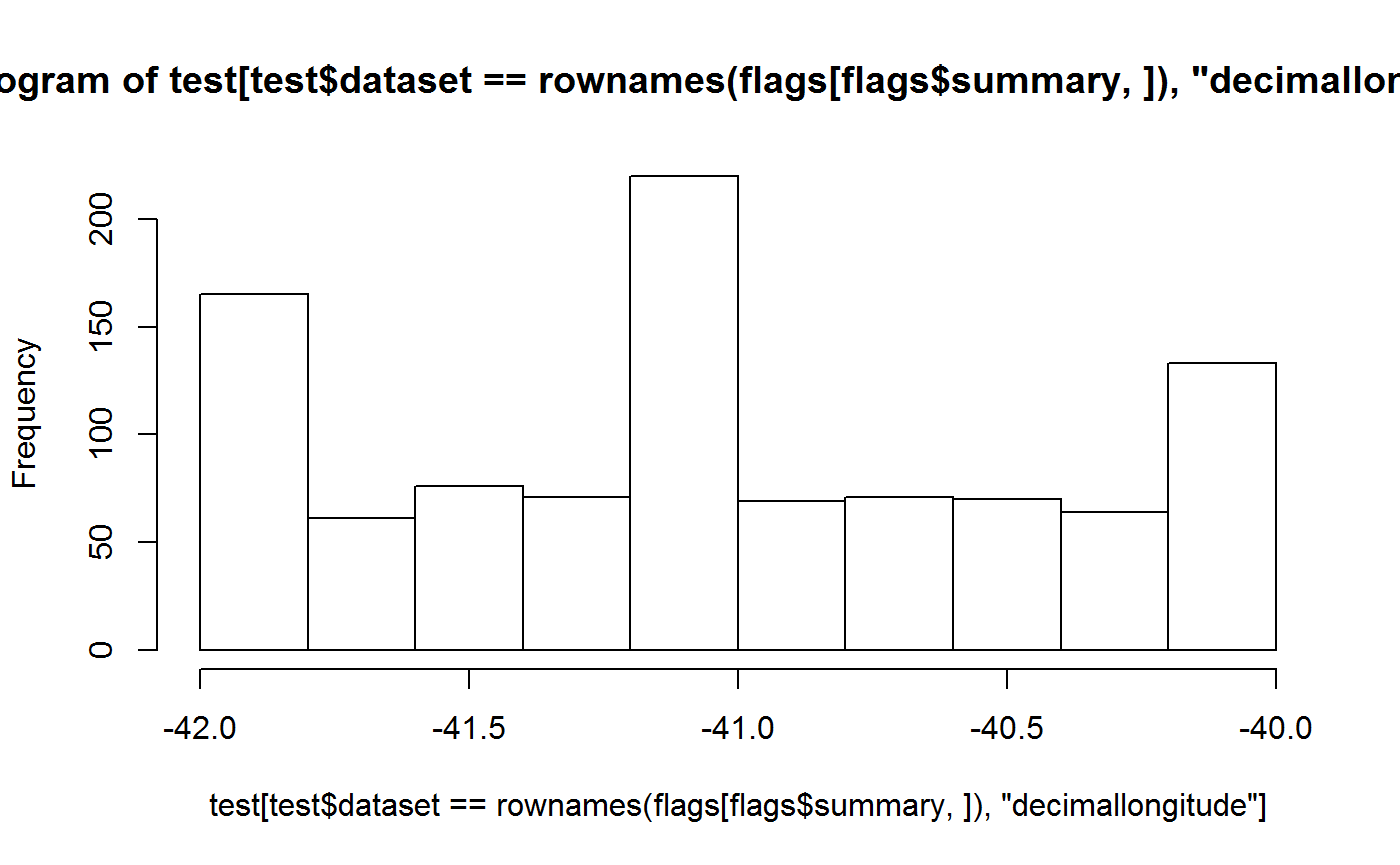 ogram of test[test$dataset == rownames(flags[flags$summary, ]), "decimallon
Frequency
200
150
100
50
0
-42.0 -41.5 -41.0 -40.5 -40.0
test[test$dataset == rownames(flags[flags$summary, ]), "decimallongitude"]